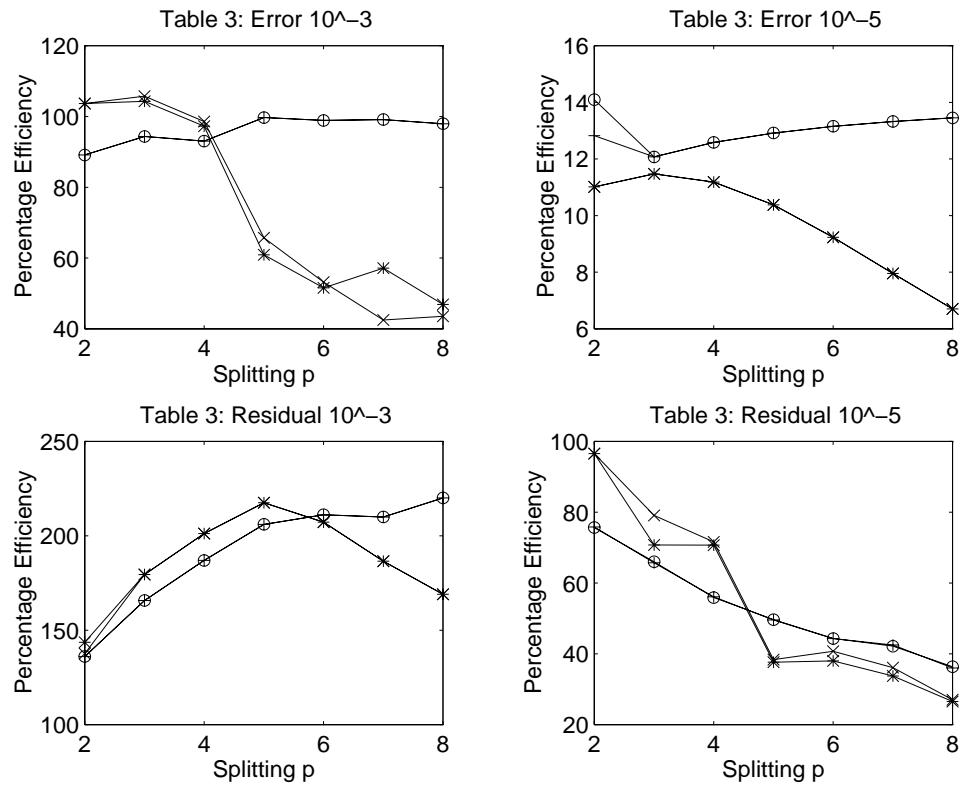 Table 3: Error 10^−3
Percentage Efficiency
120
100
80
60
40
2 4 6 8
Splitting p
Table 3: Error 10^−5
Percentage Efficiency
16
14
12
10
8
6
2 4 6 8
Splitting p
Table 3: Residual 10^−3
Percentage Efficiency
250
200
150
100
2 4 6 8
Splitting p
Table 3: Residual 10^−5
Percentage Efficiency
100
80
60
40
20
2 4 6 8
Splitting p